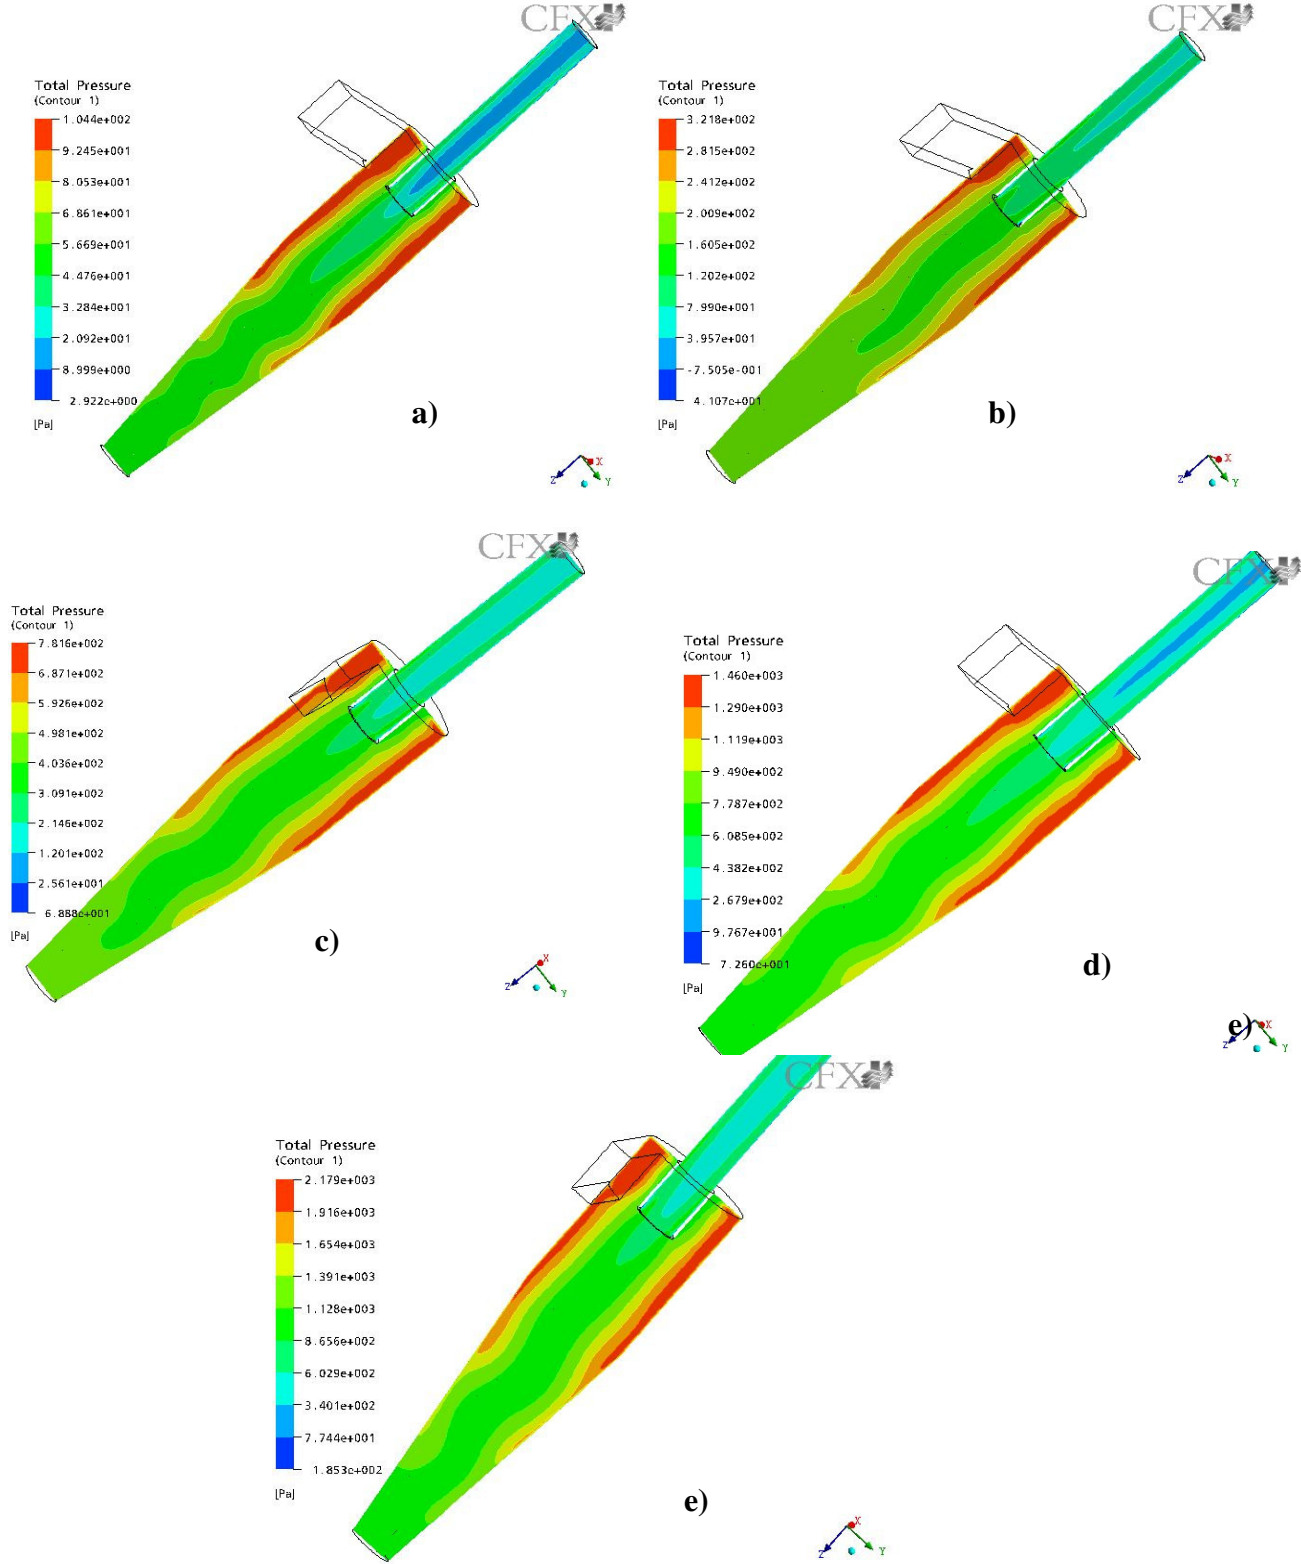 CFX
Total Pressure
(Contour 1)
1.044e+002
9.245e+001
8.053e+001
6.861e+001
5.669e+001
4.476e+001
3.284e+001
2.092e+001
8.999e+000
2.922e+000
[Pa]
a)
X
Y
Z
CFX
Total Pressure
(Contour 1)
3.218e+002
2.815e+002
2.412e+002
2.009e+002
1.605e+002
1.202e+002
7.990e+001
3.957e+001
-7.505e-001
4.107e+001
[Pa]
b)
X
Y
Z
CFX
Total Pressure
(Contour 1)
7.816e+002
6.871e+002
5.926e+002
4.981e+002
4.036e+002
3.091e+002
2.146e+002
1.201e+002
2.561e+001
6.888e+001
[Pa]
c)
X
Y
Z
CFX
Total Pressure
(Contour 1)
1.460e+003
1.290e+003
1.119e+003
9.490e+002
7.787e+002
6.085e+002
4.382e+002
2.679e+002
9.767e+001
7.260e+001
[Pa]
d)
e)
X
Y
Z
CFX
Total Pressure
(Contour 1)
2.179e+003
1.916e+003
1.654e+003
1.391e+003
1.128e+003
8.656e+002
6.029e+002
3.401e+002
7.744e+001
1.853e+002
[Pa]
e)
X
Y
Z